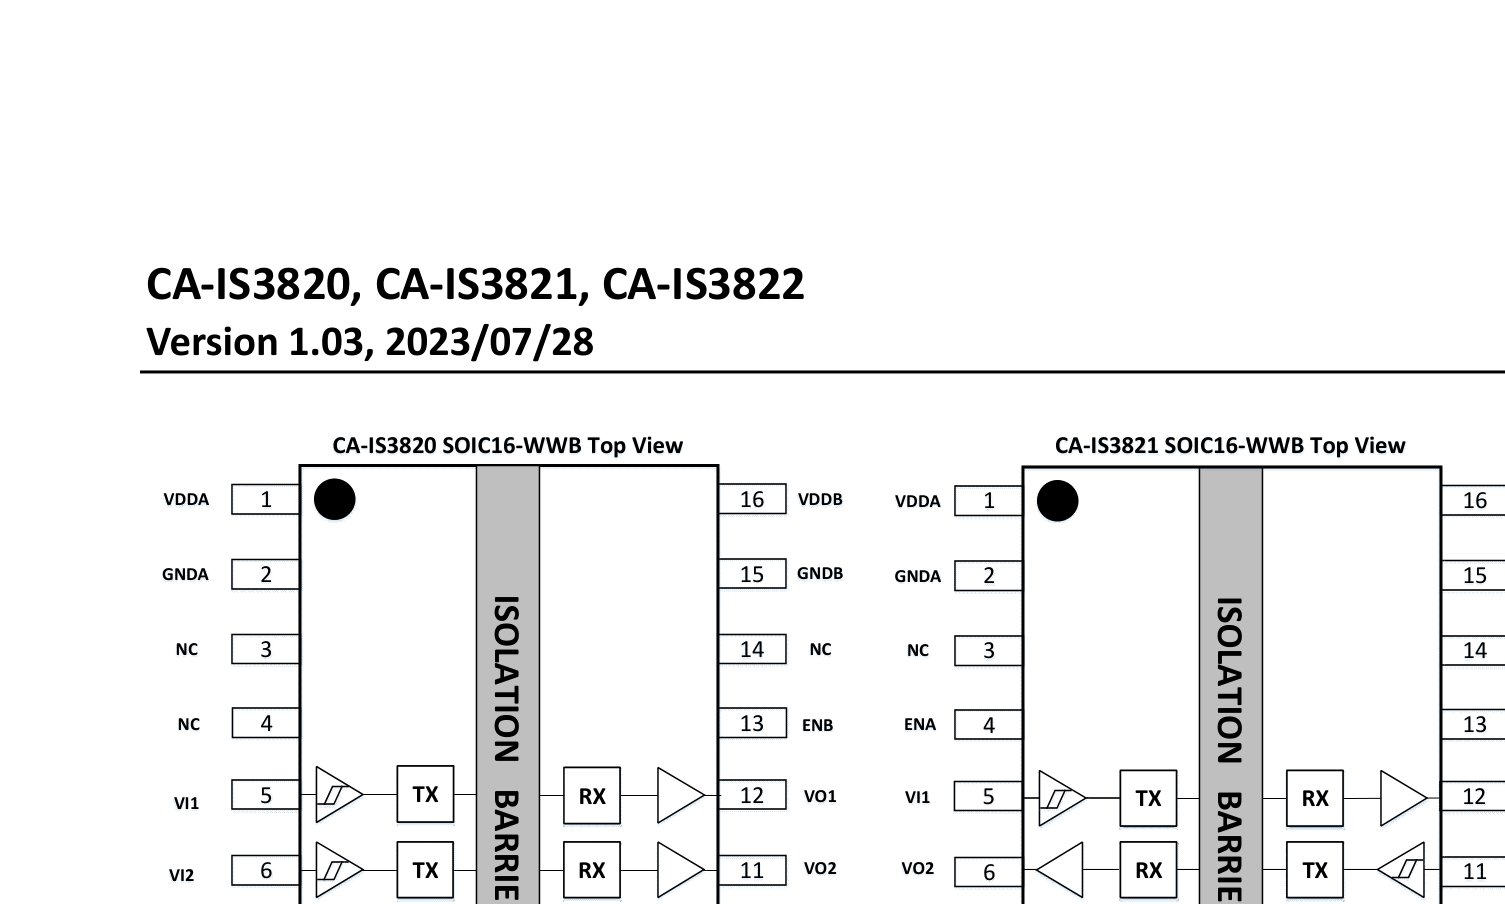 CA-IS3820, CA-IS3821, CA-IS3822
Version 1.03, 2023/07/28
CA-IS3820 SOIC16-WWB Top View
VDDA 1 16 VDDB
GNDA 2 15 GNDB
NC 3 14 NC
NC 4 13 ENB
VI1 5 TX RX 12 VO1
VI2 6 TX RX 11 VO2
ISOLATION BARRIE
CA-IS3821 SOIC16-WWB Top View
VDDA 1 16
GNDA 2 15
NC 3 14
ENA 4 13
VI1 5 TX RX 12
VO2 6 RX TX 11
ISOLATION BARRIE